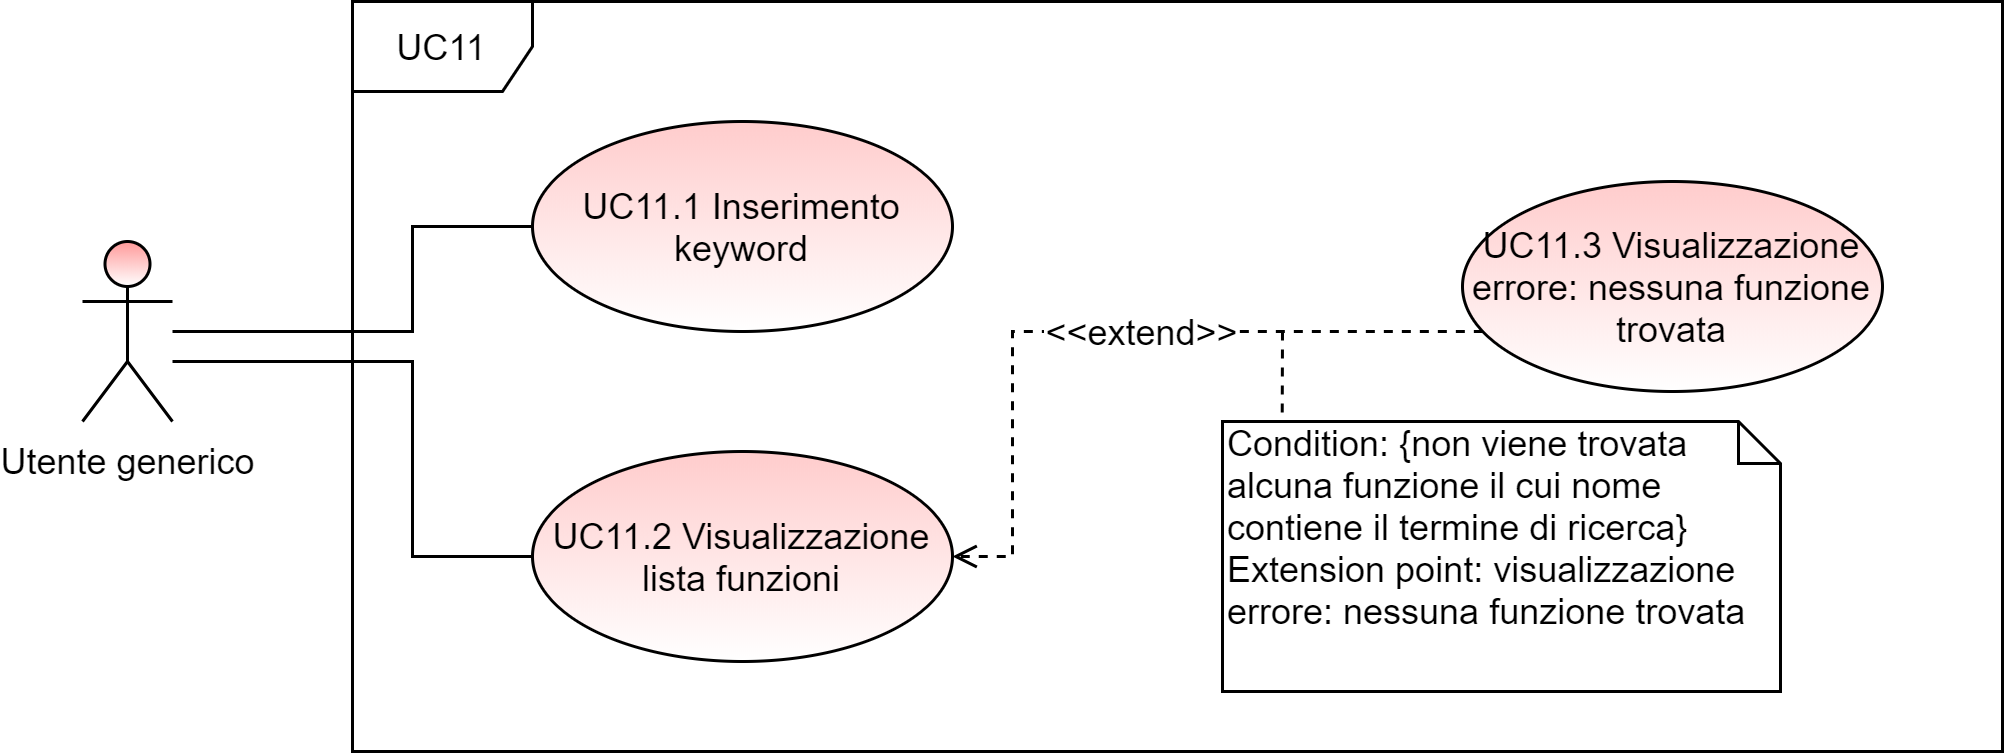 UC11
UC11.1 Inserimento
keyword
UC11.3 Visualizzazione
errore: nessuna funzione
trovata
<<extend>>
Utente generico
UC11.2 Visualizzazione
lista funzioni
Condition: {non viene trovata
alcuna funzione il cui nome
contiene il termine di ricerca}
Extension point: visualizzazione
errore: nessuna funzione trovata